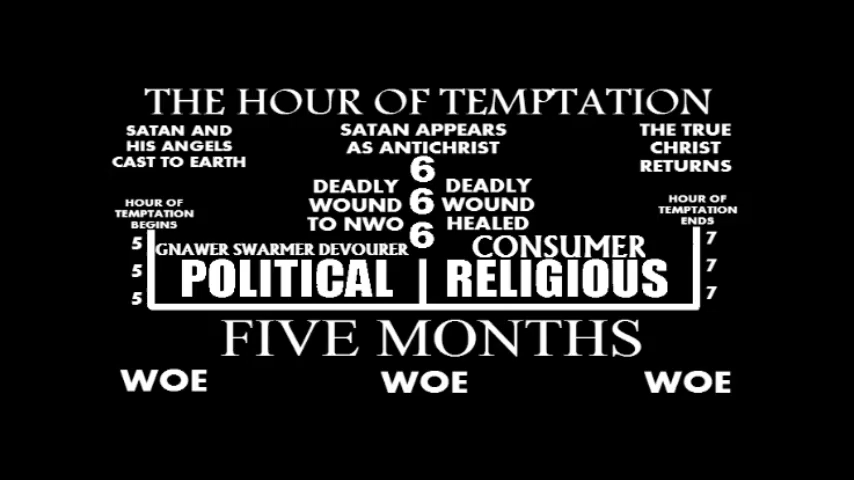 THE HOUR OF TEMPTATION
SATAN AND
HIS ANGELS
CAST TO EARTH
SATAN APPEARS
AS ANTICHRIST
THE TRUE
CHRIST
RETURNS
6
6
6
DEADLY
WOUND
TO NWO
DEADLY
WOUND
HEALED
HOUR OF
TEMPTATION
BEGINS
HOUR OF
TEMPTATION
ENDS
5
5
5
GNAWER SWARMER DEVOURER
POLITICAL
CONSUMER
RELIGIOUS
7
7
7
FIVE MONTHS
WOE WOE WOE